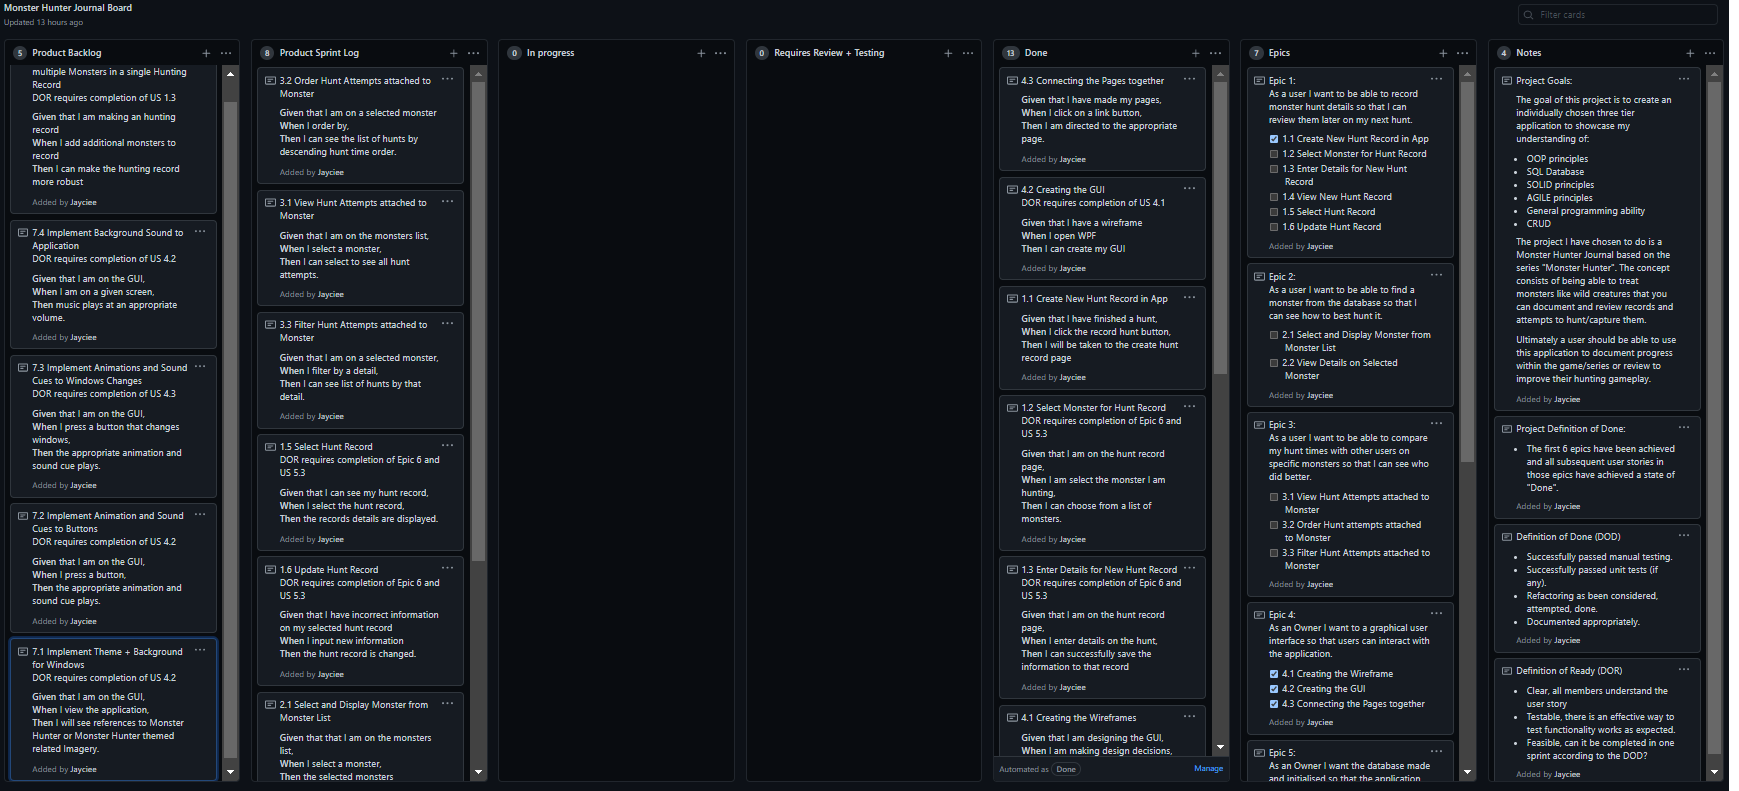 Monster Hunter Journal Board
Updated 13 hours ago
Filter cards
5 Product Backlog
multiple Monsters in a single Hunting
Record
DOR requires completion of US 1.3
Given that I am making an hunting
record
When I add additional monsters to
record
Then I can make the hunting record
more robust
Added by Jayciee
7.4 Implement Background Sound to
Application
DOR requires completion of US 4.2
Given that I am on the GUI,
When I am on a given screen,
Then music plays at an appropriate
volume.
Added by Jayciee
7.3 Implement Animations and Sound
Cues to Windows Changes
DOR requires completion of US 4.3
Given that I am on the GUI,
When I press a button that changes
windows,
Then the appropriate animation and
sound cue plays.
Added by Jayciee
7.2 Implement Animation and Sound
Cues to Buttons
DOR requires completion of US 4.2
Given that I am on the GUI,
When I press a button,
Then the appropriate animation and
sound cue plays.
Added by Jayciee
7.1 Implement Theme + Background
for Windows
DOR requires completion of US 4.2
Given that I am on the GUI,
When I view the application,
Then I will see references to Monster
Hunter or Monster Hunter themed
related Imagery.
Added by Jayciee
8 Product Sprint Log
3.2 Order Hunt Attempts attached to
Monster
Given that I am on a selected monster
When I order by,
Then I can see the list of hunts by
descending hunt time order.
Added by Jayciee
3.1 View Hunt Attempts attached to
Monster
Given that I am on the monsters list,
When I select a monster,
Then I can select to see all hunt
attempts.
Added by Jayciee
3.3 Filter Hunt Attempts attached to
Monster
Given that I am on a selected monster,
When I filter by a detail,
Then I can see list of hunts by that
detail.
Added by Jayciee
1.5 Select Hunt Record
DOR requires completion of Epic 6 and
US 5.3
Given that I can see my hunt record,
When I select the hunt record,
Then the records details are displayed.
Added by Jayciee
1.6 Update Hunt Record
DOR requires completion of Epic 6 and
US 5.3
Given that I have incorrect information
on my selected hunt record
When I input new information
Then the hunt record is changed.
Added by Jayciee
2.1 Select and Display Monster from
Monster List
Given that that I am on the monsters
list,
When I select a monster,
Then the selected monsters
0 In progress
0 Requires Review + Testing
13 Done
4.3 Connecting the Pages together
Given that I have made my pages,
When I click on a link button,
Then I am directed to the appropriate
page.
Added by Jayciee
4.2 Creating the GUI
DOR requires completion of US 4.1
Given that I have a wireframe
When I open WPF
Then I can create my GUI
Added by Jayciee
1.1 Create New Hunt Record in App
Given that I have finished a hunt,
When I click the record hunt button,
Then I will be taken to the create hunt
record page
Added by Jayciee
1.2 Select Monster for Hunt Record
DOR requires completion of Epic 6 and
US 5.3
Given that I am on the hunt record
page,
When I am select the monster I am
hunting,
Then I can choose from a list of
monsters.
Added by Jayciee
1.3 Enter Details for New Hunt Record
DOR requires completion of Epic 6 and
US 5.3
Given that I am on the hunt record
page,
When I enter details on the hunt,
Then I can successfully save the
information to that record
Added by Jayciee
4.1 Creating the Wireframes
Given that I am designing the GUI,
When I am making design decisions,
Automated as Done Manage
7 Epics
Epic 1:
As a user I want to be able to record
monster hunt details so that I can
review them later on my next hunt.
1.1 Create New Hunt Record in App
1.2 Select Monster for Hunt Record
1.3 Enter Details for New Hunt
Record
1.4 View New Hunt Record
1.5 Select Hunt Record
1.6 Update Hunt Record
Added by Jayciee
Epic 2:
As a user I want to be able to find a
monster from the database so that I
can see how to best hunt it.
2.1 Select and Display Monster from
Monster List
2.2 View Details on Selected
Monster
Added by Jayciee
Epic 3:
As a user I want to be able to compare
my hunt times with other users on
specific monsters so that I can see who
did better.
3.1 View Hunt Attempts attached to
Monster
3.2 Order Hunt attempts attached
to Monster
3.3 Filter Hunt Attempts attached to
Monster
Added by Jayciee
Epic 4:
As an Owner I want to a graphical user
interface so that users can interact with
the application.
4.1 Creating the Wireframe
4.2 Creating the GUI
4.3 Connecting the Pages together
Added by Jayciee
Epic 5:
As an Owner I want the database made
and initialised so that the application
4 Notes
Project Goals:
The goal of this project is to create an
individually chosen three tier
application to showcase my
understanding of:
• OOP principles
• SQL Database
• SOLID principles
• AGILE principles
• General programming ability
• CRUD
The project I have chosen to do is a
Monster Hunter Journal based on the
series "Monster Hunter". The concept
consists of being able to treat
monsters like wild creatures that you
can document and review records and
attempts to hunt/capture them.
Ultimately a user should be able to use
this application to document progress
within the game/series or review to
improve their hunting gameplay.
Added by Jayciee
Project Definition of Done:
• The first 6 epics have been achieved
and all subsequent user stories in
those epics have achieved a state of
"Done".
Added by Jayciee
Definition of Done (DOD)
• Successfully passed manual testing.
• Successfully passed unit tests (if
any).
• Refactoring as been considered,
attempted, done.
• Documented appropriately.
Added by Jayciee
Definition of Ready (DOR)
• Clear, all members understand the
user story
• Testable, there is an effective way to
test functionality works as expected.
• Feasible, can it be completed in one
sprint according to the DOD?
Added by Jayciee